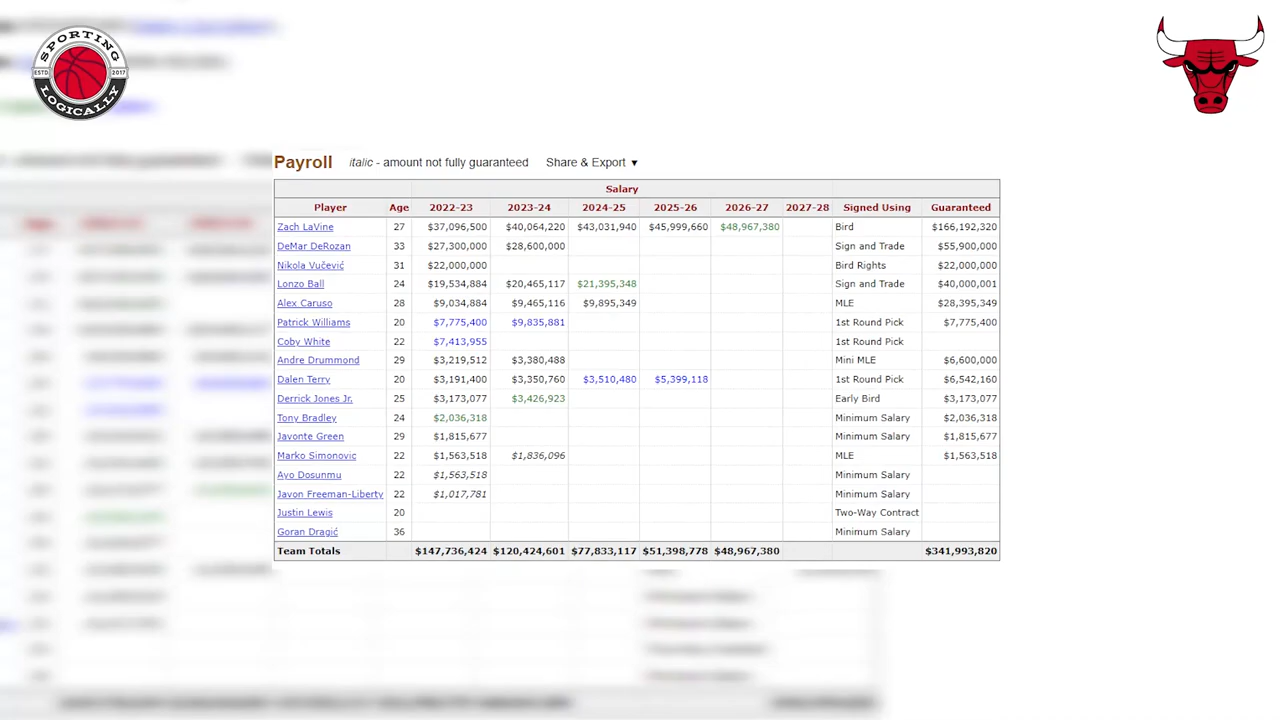 SPORTING
ESTD. 2017
LOGICALLY
Payroll italic - amount not fully guaranteed Share & Export ▼
Salary
Player Age 2022-23 2023-24 2024-25 2025-26 2026-27 2027-28 Signed Using Guaranteed
Zach LaVine 27 $37,096,500 $40,064,220 $43,031,940 $45,999,660 $48,967,380 Bird $166,192,320
DeMar DeRozan 33 $27,300,000 $28,600,000 Sign and Trade $55,900,000
Nikola Vučević 31 $22,000,000 Bird Rights $22,000,000
Lonzo Ball 24 $19,534,884 $20,465,117 $21,395,348 Sign and Trade $40,000,001
Alex Caruso 28 $9,034,884 $9,465,116 $9,895,349 MLE $28,395,349
Patrick Williams 20 $7,775,400 $9,835,881 1st Round Pick $7,775,400
Coby White 22 $7,413,955 1st Round Pick
Andre Drummond 29 $3,219,512 $3,380,488 Mini MLE $6,600,000
Dalen Terry 20 $3,191,400 $3,350,760 $3,510,480 $5,399,118 1st Round Pick $6,542,160
Derrick Jones Jr. 25 $3,173,077 $3,426,923 Early Bird $3,173,077
Tony Bradley 24 $2,036,318 Minimum Salary $2,036,318
Javonte Green 29 $1,815,677 Minimum Salary $1,815,677
Marko Simonovic 22 $1,563,518 $1,836,096 MLE $1,563,518
Ayo Dosunmu 22 $1,563,518 Minimum Salary
Javon Freeman-Liberty 22 $1,017,781 Minimum Salary
Justin Lewis 20 Two-Way Contract
Goran Dragić 36 Minimum Salary
Team Totals $147,736,424 $120,424,601 $77,833,117 $51,398,778 $48,967,380 $341,993,820